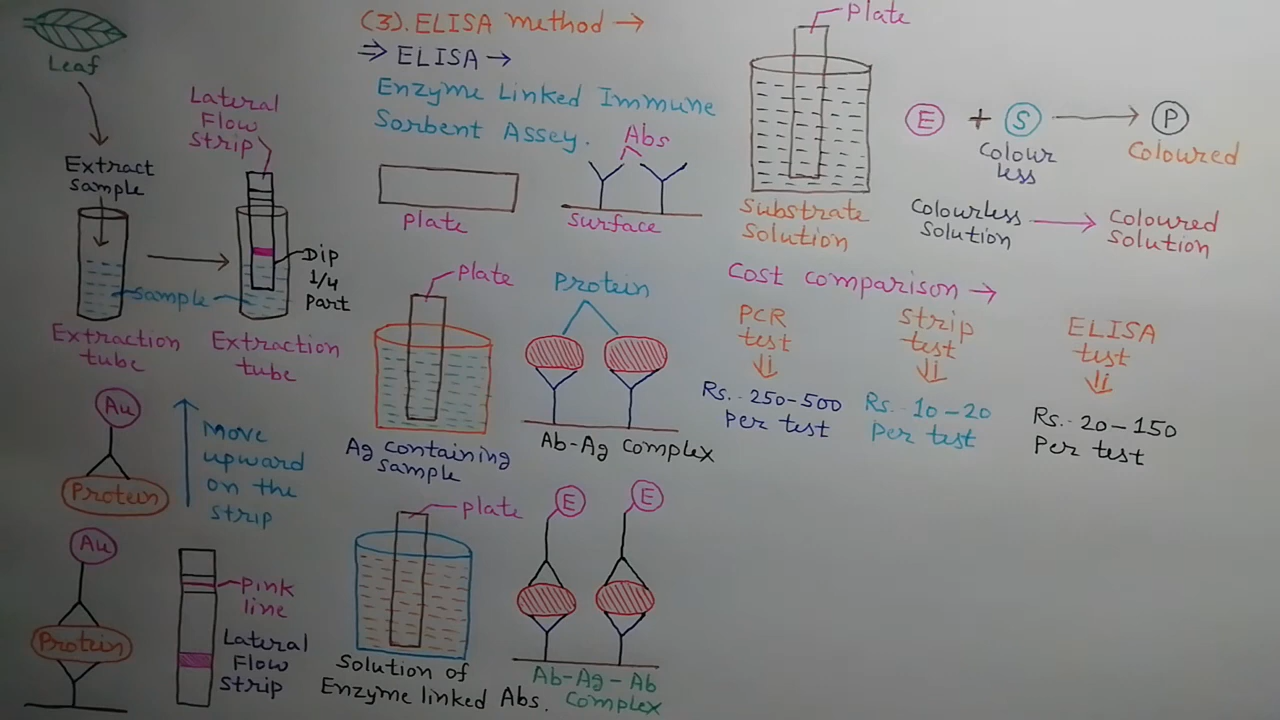 Leaf
Extract
sample
Lateral
Flow
Strip
Dip
1/4
part
sample
Extraction
tube
Extraction
tube
Au
Protein
Move
upward
on the
strip
Au
Protein
Pink
line
Lateral
Flow
strip
(3). ELISA method →
⇒ ELISA →
Enzyme Linked Immune
Sorbent Assey.
Plate
Abs
Surface
plate
Ag containing
sample
Protein
Ab-Ag complex
plate
Solution of
Enzyme linked Abs.
E
E
Ab-Ag-Ab
complex
plate
Substrate
solution
E + S → P
Colour
less
Coloured
Colourless
solution
→ Coloured
solution
Cost comparison →
PCR
test
Rs. 250-500
Per test
Strip
test
Rs. 10-20
Per test
ELISA
test
Rs. 20-150
Per test